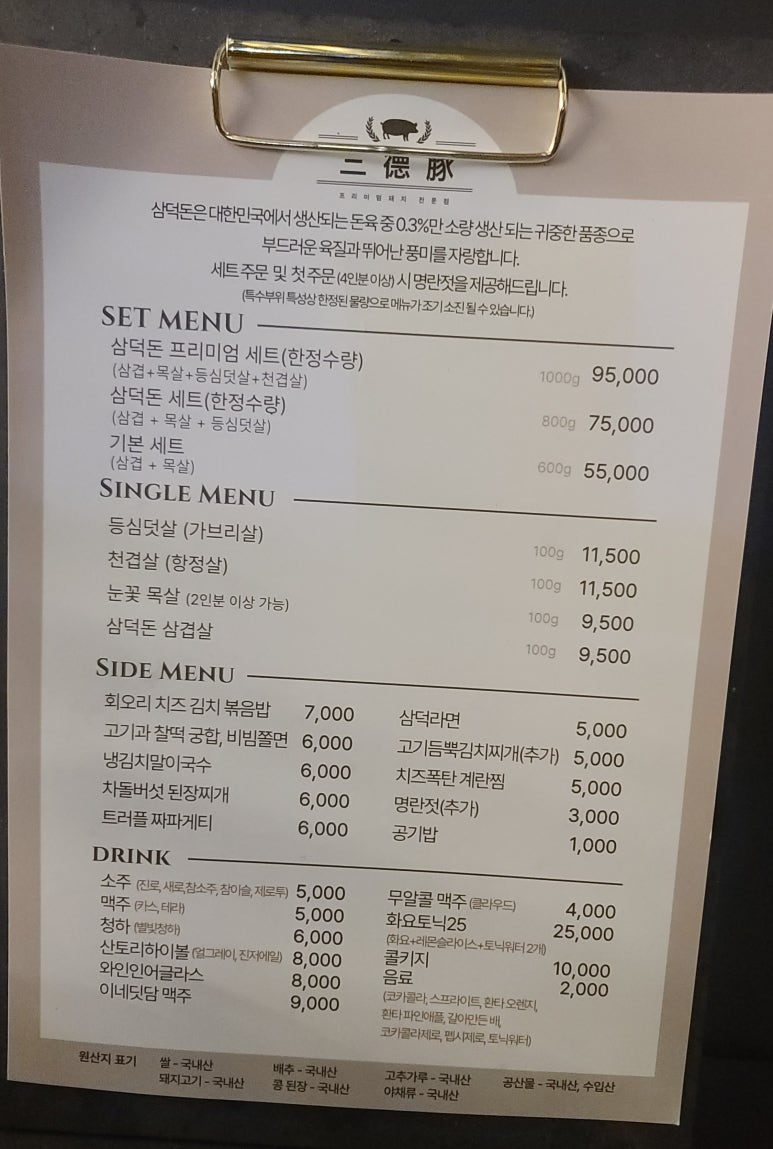 三德豚
프리미엄돼지 전문점
삼덕돈은 대한민국에서 생산되는 돈육 중 0.3%만 소량 생산 되는 귀중한 품종으로
부드러운 육질과 뛰어난 풍미를 자랑합니다.
세트 주문 및 첫 주문 (4인분 이상) 시 명란젓을 제공해드립니다.
(특수부위 특성상 한정된 물량으로 메뉴가 조기 소진 될 수 있습니다.)
SET MENU
삼덕돈 프리미엄 세트(한정수량) 1000g 95,000
(삼겹+목살+등심덧살+천겹살)
삼덕돈 세트(한정수량) 800g 75,000
(삼겹 + 목살 + 등심덧살)
기본 세트 600g 55,000
(삼겹 + 목살)
SINGLE MENU
등심덧살 (가브리살) 100g 11,500
천겹살 (항정살) 100g 11,500
눈꽃 목살 (2인분 이상 가능) 100g 9,500
삼덕돈 삼겹살 100g 9,500
SIDE MENU
회오리 치즈 김치 볶음밥 7,000
고기과 찰떡 궁합, 비빔쫄면 6,000
냉김치말이국수 6,000
차돌버섯 된장찌개 6,000
트러플 짜파게티 6,000
삼덕라면 5,000
고기듬뿍김치찌개(추가) 5,000
치즈폭탄 계란찜 5,000
명란젓(추가) 3,000
공기밥 1,000
DRINK
소주 (진로, 새로, 참소주, 참이슬, 제로투) 5,000
맥주 (카스, 테라) 5,000
청하 (별빛청하) 6,000
산토리하이볼 (얼그레이, 진저에일) 8,000
와인인어글라스 8,000
이네딧담 맥주 9,000
무알콜 맥주 (클라우드) 4,000
화요토닉25 25,000
(화요+레몬슬라이스+토닉워터 2개)
콜키지 10,000
음료 2,000
(코카콜라, 스프라이트, 환타 오렌지,
환타 파인애플, 갈아만든 배,
코카콜라제로, 펩시제로, 토닉워터)
원산지 표기 쌀 - 국내산 배추 - 국내산 고추가루 - 국내산 공산물 - 국내산, 수입산
돼지고기 - 국내산 콩 된장 - 국내산 야채류 - 국내산